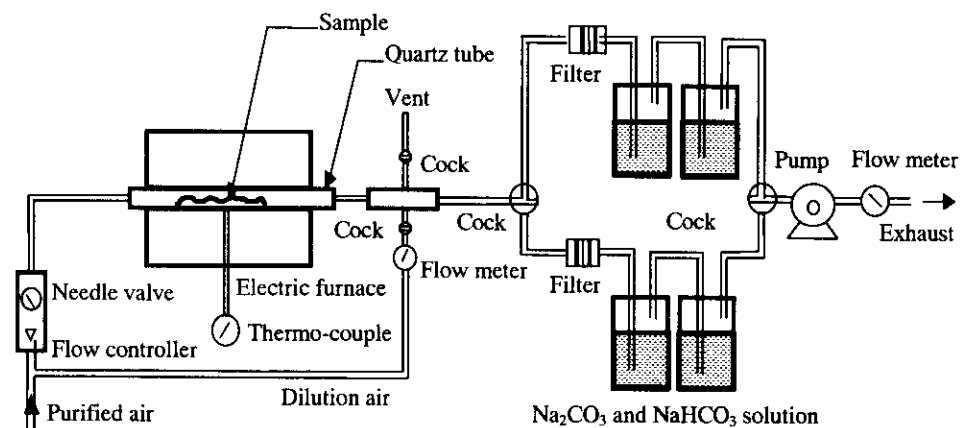 Sample
Quartz tube
Vent
Cock
Cock
Cock
Flow meter
Electric furnace
Thermo-couple
Needle valve
Flow controller
Purified air
Dilution air
Filter
Filter
Cock
Pump
Flow meter
Exhaust
Na₂CO₃ and NaHCO₃ solution